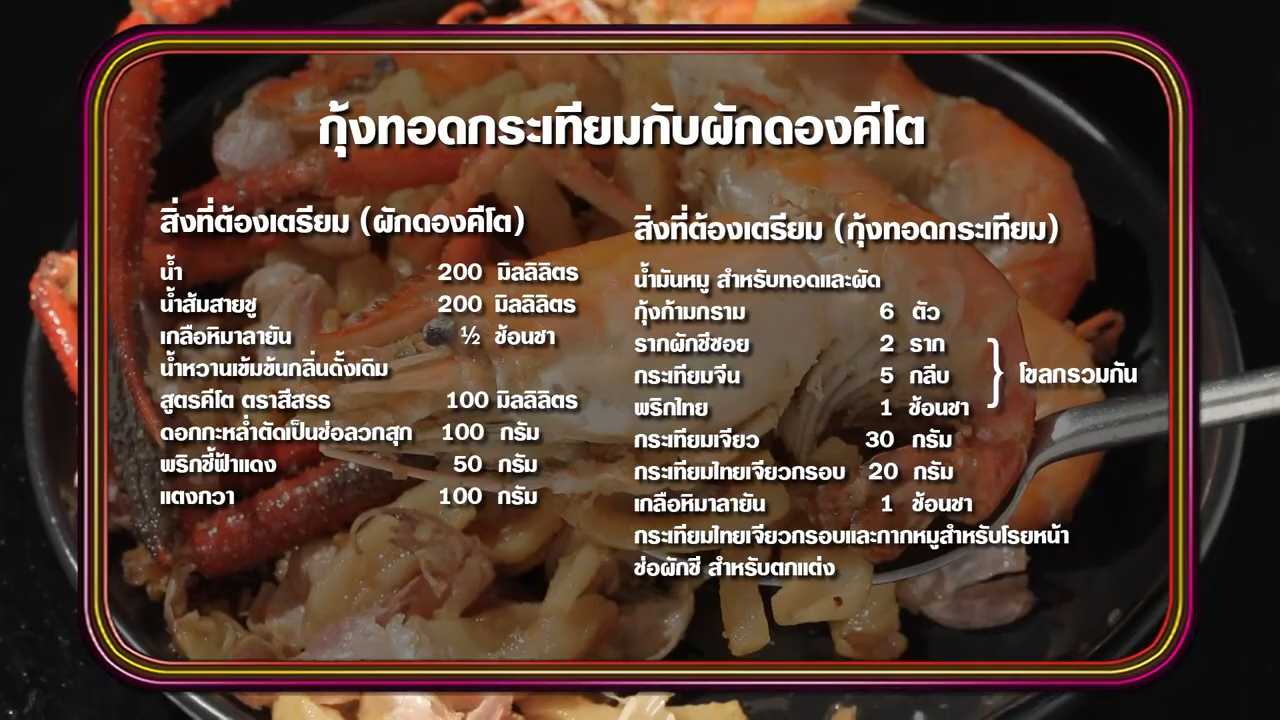 กุ้งทอดกระเทียมกับผักดองคีโต
สิ่งที่ต้องเตรียม (ผักดองคีโต)
น้ำ 200 มิลลิลิตร
น้ำส้มสายชู 200 มิลลิลิตร
เกลือหิมาลายัน ½ ช้อนชา
น้ำหวานเข้มข้นกลิ่นดั้งเดิม
สูตรคีโต ตราสีสรร 100 มิลลิลิตร
ดอกกะหล่ำตัดเป็นช่อลวกสุก 100 กรัม
พริกชี้ฟ้าแดง 50 กรัม
แตงกวา 100 กรัม
สิ่งที่ต้องเตรียม (กุ้งทอดกระเทียม)
น้ำมันหมู สำหรับทอดและผัด
กุ้งก้ามกราม 6 ตัว
รากผักชีซอย 2 ราก
กระเทียมจีน 5 กลีบ
พริกไทย 1 ช้อนชา
} โขลกรวมกัน
กระเทียมเจียว 30 กรัม
กระเทียมไทยเจียวกรอบ 20 กรัม
เกลือหิมาลายัน 1 ช้อนชา
กระเทียมไทยเจียวกรอบและกากหมูสำหรับโรยหน้า
ช่อผักชี สำหรับตกแต่ง